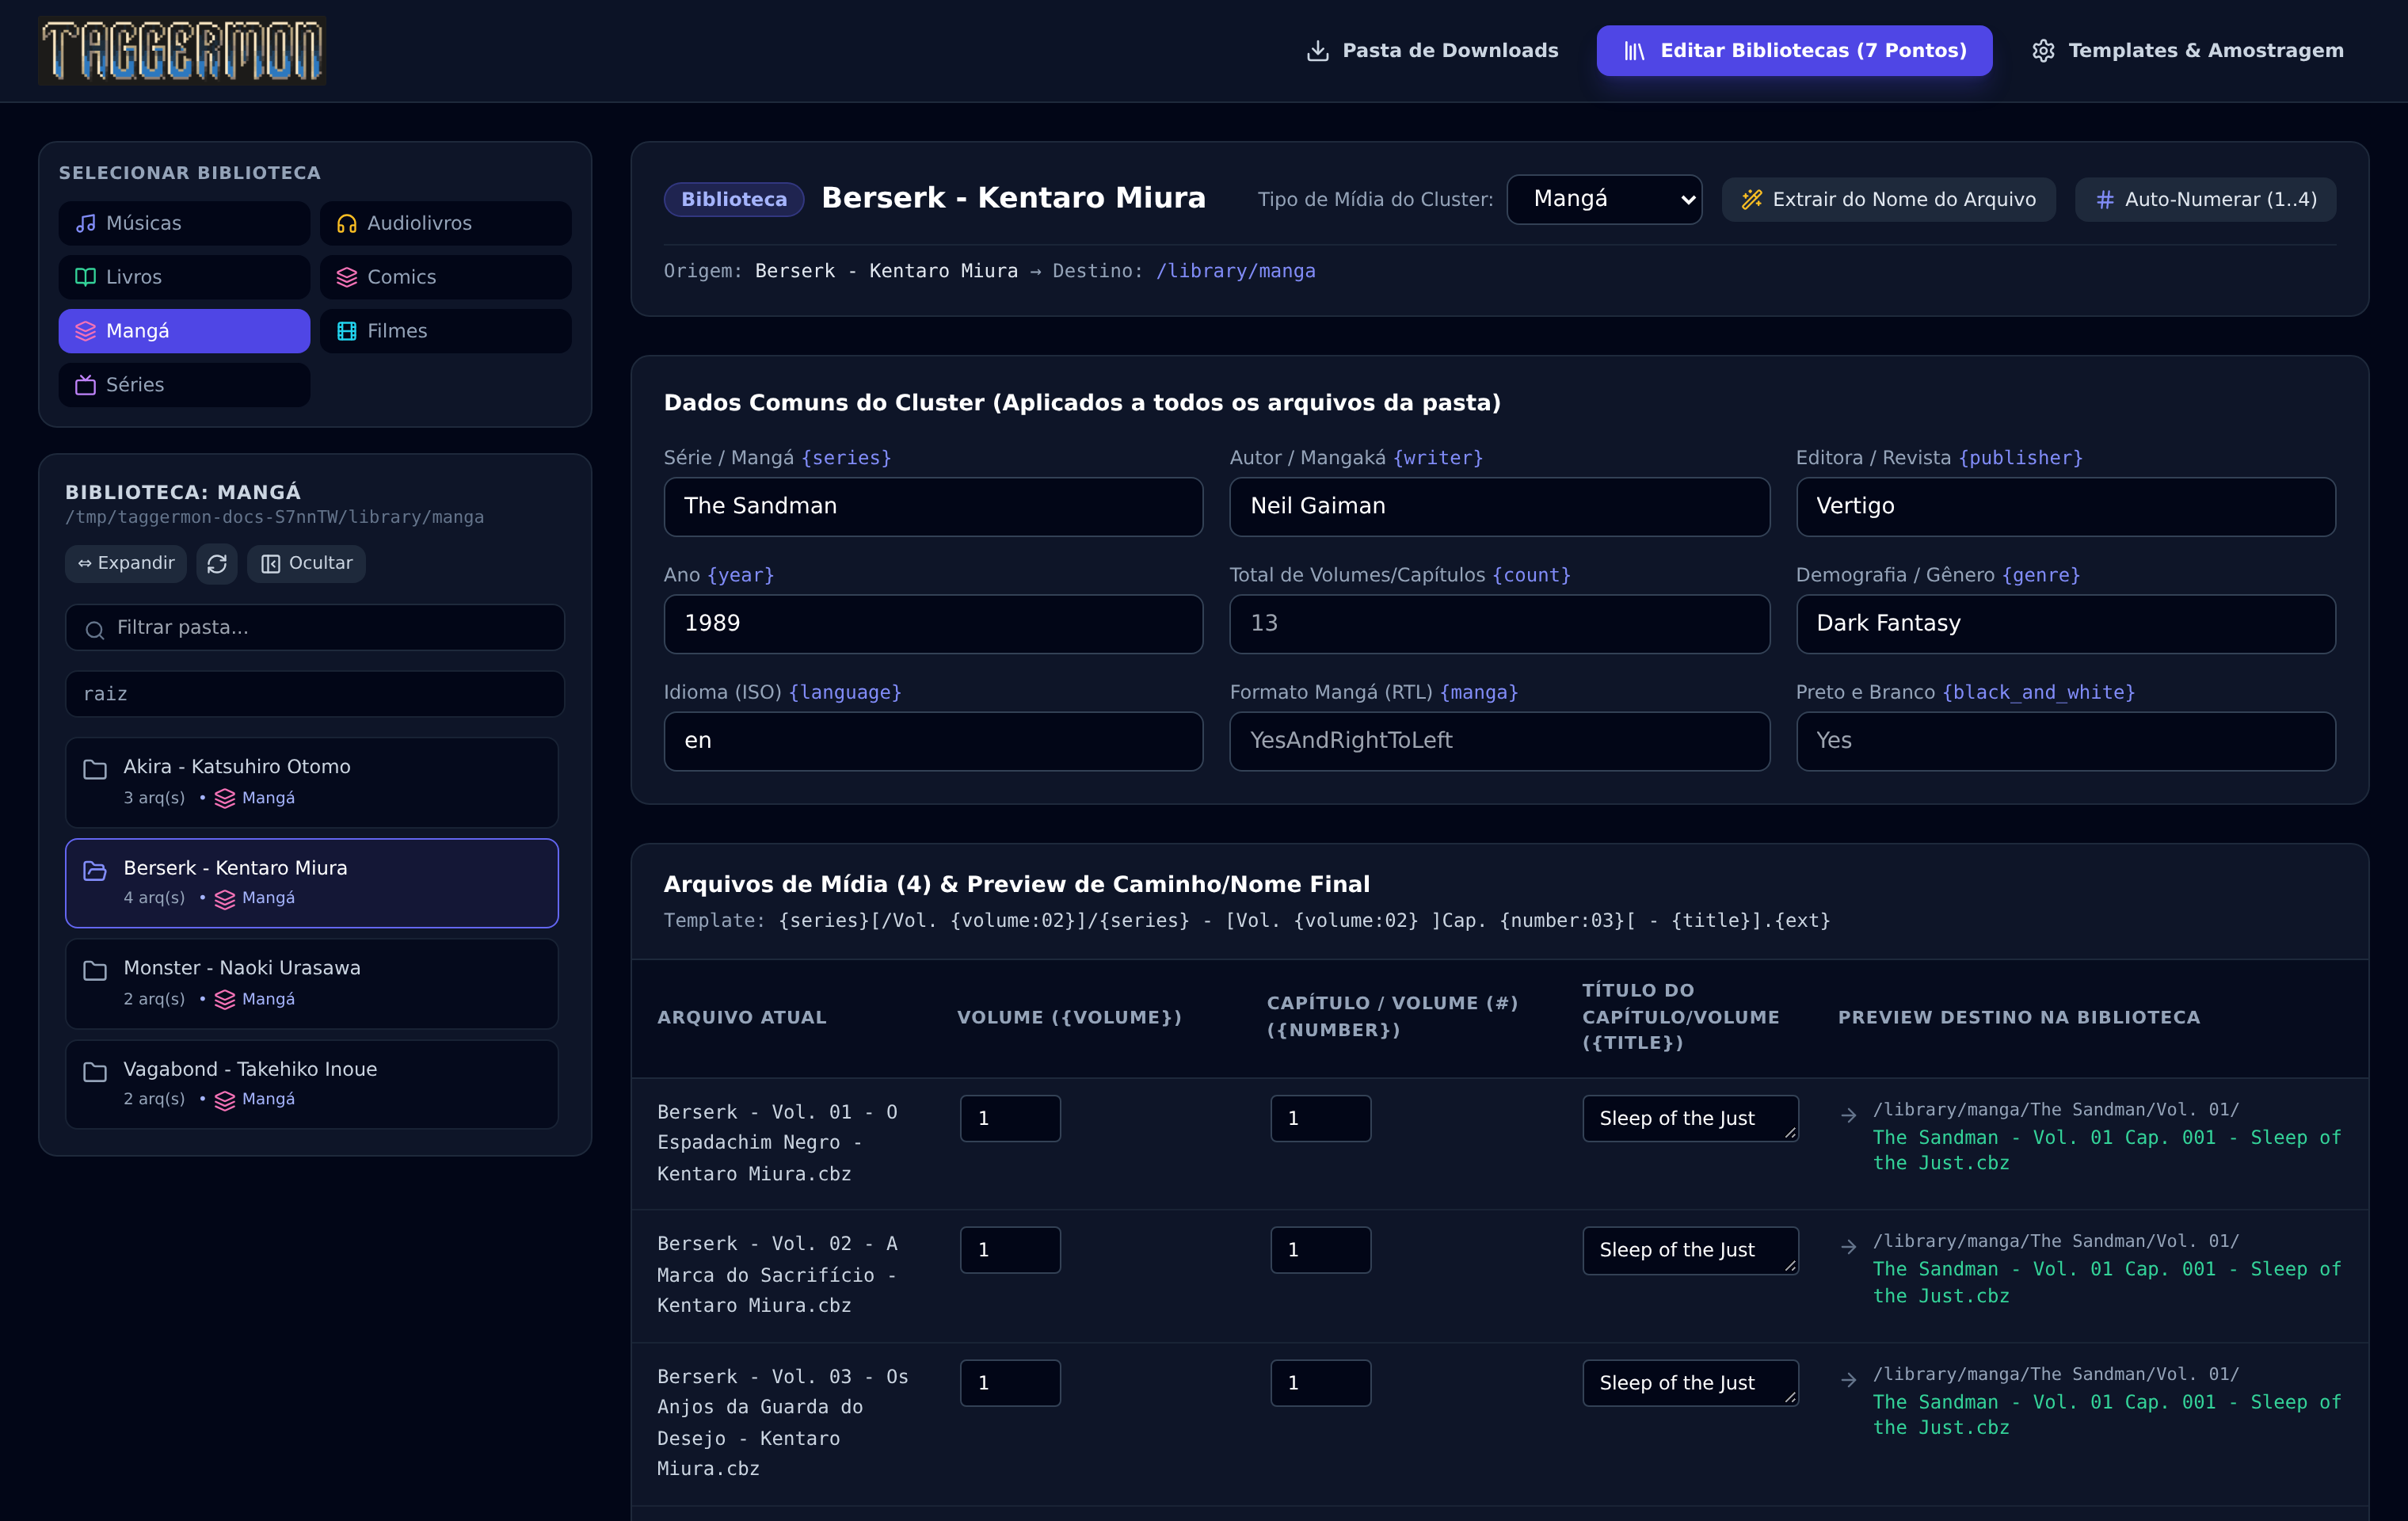 TAGGERMON
Pasta de Downloads
Editar Bibliotecas (7 Pontos)
Templates & Amostragem
SELECIONAR BIBLIOTECA
Músicas
Audiolivros
Livros
Comics
Mangá
Filmes
Séries
BIBLIOTECA: MANGÁ
/tmp/taggermon-docs-S7nnTW/library/manga
⇔ Expandir
Ocultar
Filtrar pasta...
raiz
Akira - Katsuhiro Otomo
3 arq(s) • Mangá
Berserk - Kentaro Miura
4 arq(s) • Mangá
Monster - Naoki Urasawa
2 arq(s) • Mangá
Vagabond - Takehiko Inoue
2 arq(s) • Mangá
Biblioteca
Berserk - Kentaro Miura
Tipo de Mídia do Cluster:
Mangá
Extrair do Nome do Arquivo
Auto-Numerar (1..4)
Origem: Berserk - Kentaro Miura → Destino: /library/manga
Dados Comuns do Cluster (Aplicados a todos os arquivos da pasta)
Série / Mangá {series}
Autor / Mangaká {writer}
Editora / Revista {publisher}
The Sandman
Neil Gaiman
Vertigo
Ano {year}
Total de Volumes/Capítulos {count}
Demografia / Gênero {genre}
1989
13
Dark Fantasy
Idioma (ISO) {language}
Formato Mangá (RTL) {manga}
Preto e Branco {black_and_white}
en
YesAndRightToLeft
Yes
Arquivos de Mídia (4) & Preview de Caminho/Nome Final
Template: {series}[/Vol. {volume:02}]/{series} - [Vol. {volume:02} ]Cap. {number:03}[ - {title}].{ext}
ARQUIVO ATUAL
VOLUME ({VOLUME})
CAPÍTULO / VOLUME (#)
({NUMBER})
TÍTULO DO
CAPÍTULO/VOLUME
({TITLE})
PREVIEW DESTINO NA BIBLIOTECA
Berserk - Vol. 01 - O
Espadachim Negro -
Kentaro Miura.cbz
1
1
Sleep of the Just
→ /library/manga/The Sandman/Vol. 01/
The Sandman - Vol. 01 Cap. 001 - Sleep of
the Just.cbz
Berserk - Vol. 02 - A
Marca do Sacrifício -
Kentaro Miura.cbz
1
1
Sleep of the Just
→ /library/manga/The Sandman/Vol. 01/
The Sandman - Vol. 01 Cap. 001 - Sleep of
the Just.cbz
Berserk - Vol. 03 - Os
Anjos da Guarda do
Desejo - Kentaro
Miura.cbz
1
1
Sleep of the Just
→ /library/manga/The Sandman/Vol. 01/
The Sandman - Vol. 01 Cap. 001 - Sleep of
the Just.cbz